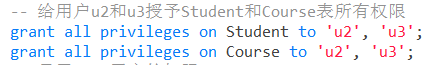 -- 给用户u2和u3授予Student和Course表所有权限
grant all privileges on Student to 'u2', 'u3';
grant all privileges on Course to 'u2', 'u3';